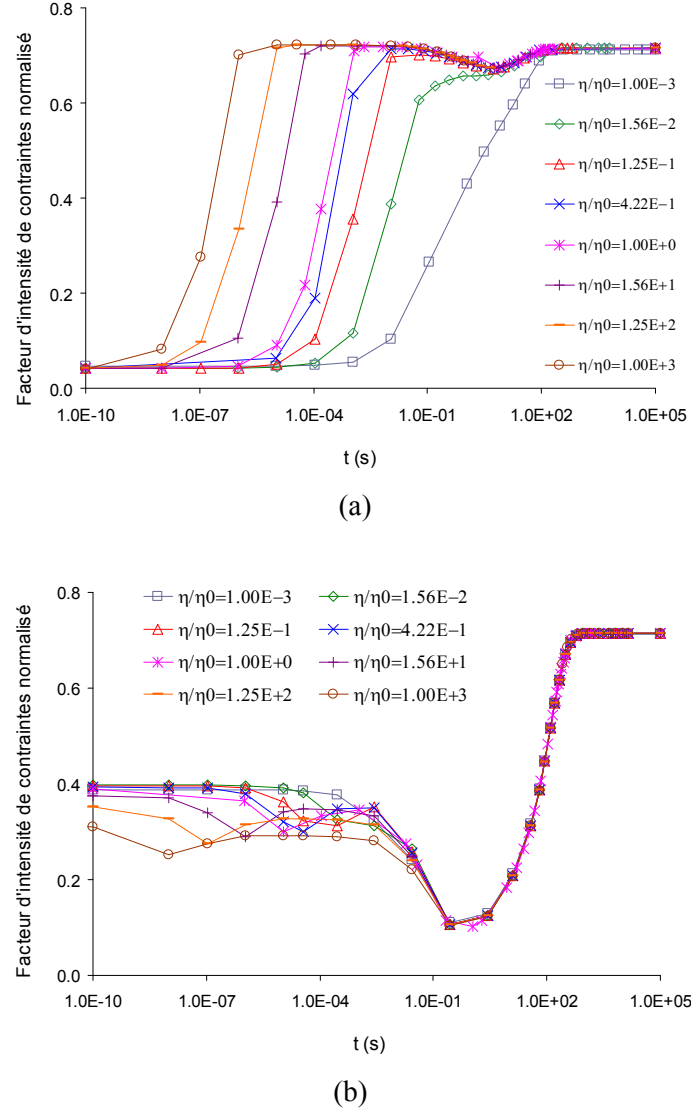 0.8
0.6
0.4
0.2
0.0
Facteur d'intensité de contraintes normalisé
η/η0=1.00E−3
η/η0=1.56E−2
η/η0=1.25E−1
η/η0=4.22E−1
η/η0=1.00E+0
η/η0=1.56E+1
η/η0=1.25E+2
η/η0=1.00E+3
1.0E-10 1.0E-07 1.0E-04 1.0E-01 1.0E+02 1.0E+05
t (s)
(a)
0.8
0.6
0.4
0.2
0.0
Facteur d'intensité de contraintes normalisé
η/η0=1.00E−3 η/η0=1.56E−2
η/η0=1.25E−1 η/η0=4.22E−1
η/η0=1.00E+0 η/η0=1.56E+1
η/η0=1.25E+2 η/η0=1.00E+3
1.0E-10 1.0E-07 1.0E-04 1.0E-01 1.0E+02 1.0E+05
t (s)
(b)